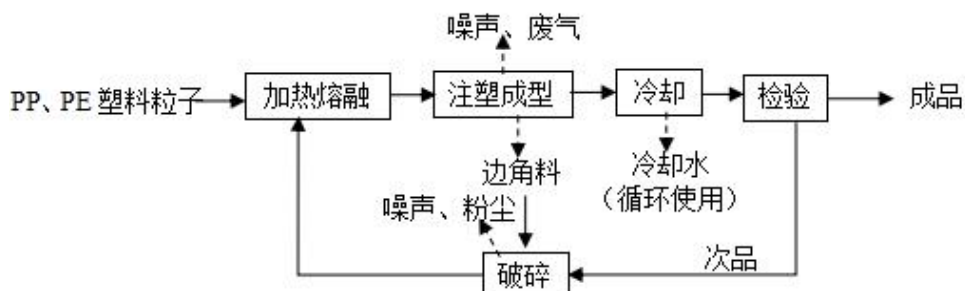 噪声、废气
PP、PE 塑料粒子
加热熔融
注塑成型
冷却
检验
成品
边角料
冷却水
（循环使用）
噪声、粉尘
破碎
次品